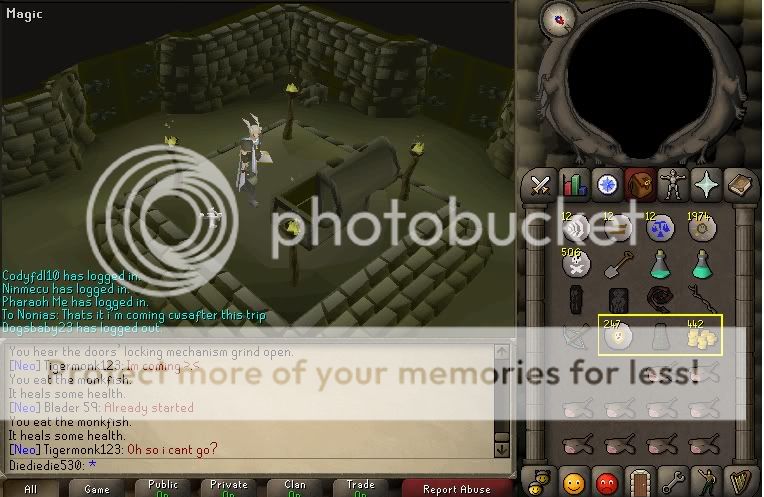 Magic
photobucket
Codyfdl10 has logged in.
Ninmecu has logged in.
Pharaoh Me has logged in.
To Nonias: Thats it i'm coming cwsafter this trip
Dogsbaby23 has logged out.
You hear the doors' locking mechanism grind open.
[Neo] Tigermonk123: Im coming >.<
You eat the monkfish.
It heals some health.
[Neo] Blader 59: Already started
You eat the monkfish.
It heals some health.
[Neo] Tigermonk123: Oh so i cant go?
Diediedie530: *
Protect more of your memories for less!
12
12
12
1974
506
247
442
All
Game
Public
On
Private
On
Clan
On
Trade
On
Report Abuse